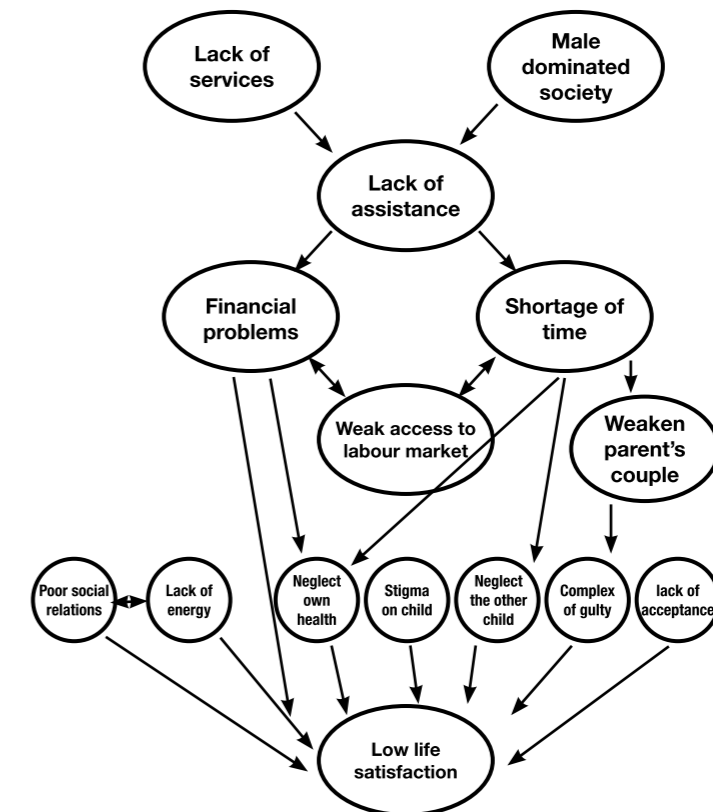 Lack of
services
Male
dominated
society
Lack of
assistance
Financial
problems
Shortage of
time
Weak access to
labour market
Weaken
parent's
couple
Poor social
relations
Lack of
energy
Neglect
own
health
Stigma
on child
Neglect
the other
child
Complex
of gulty
lack of
acceptance
Low life
satisfaction